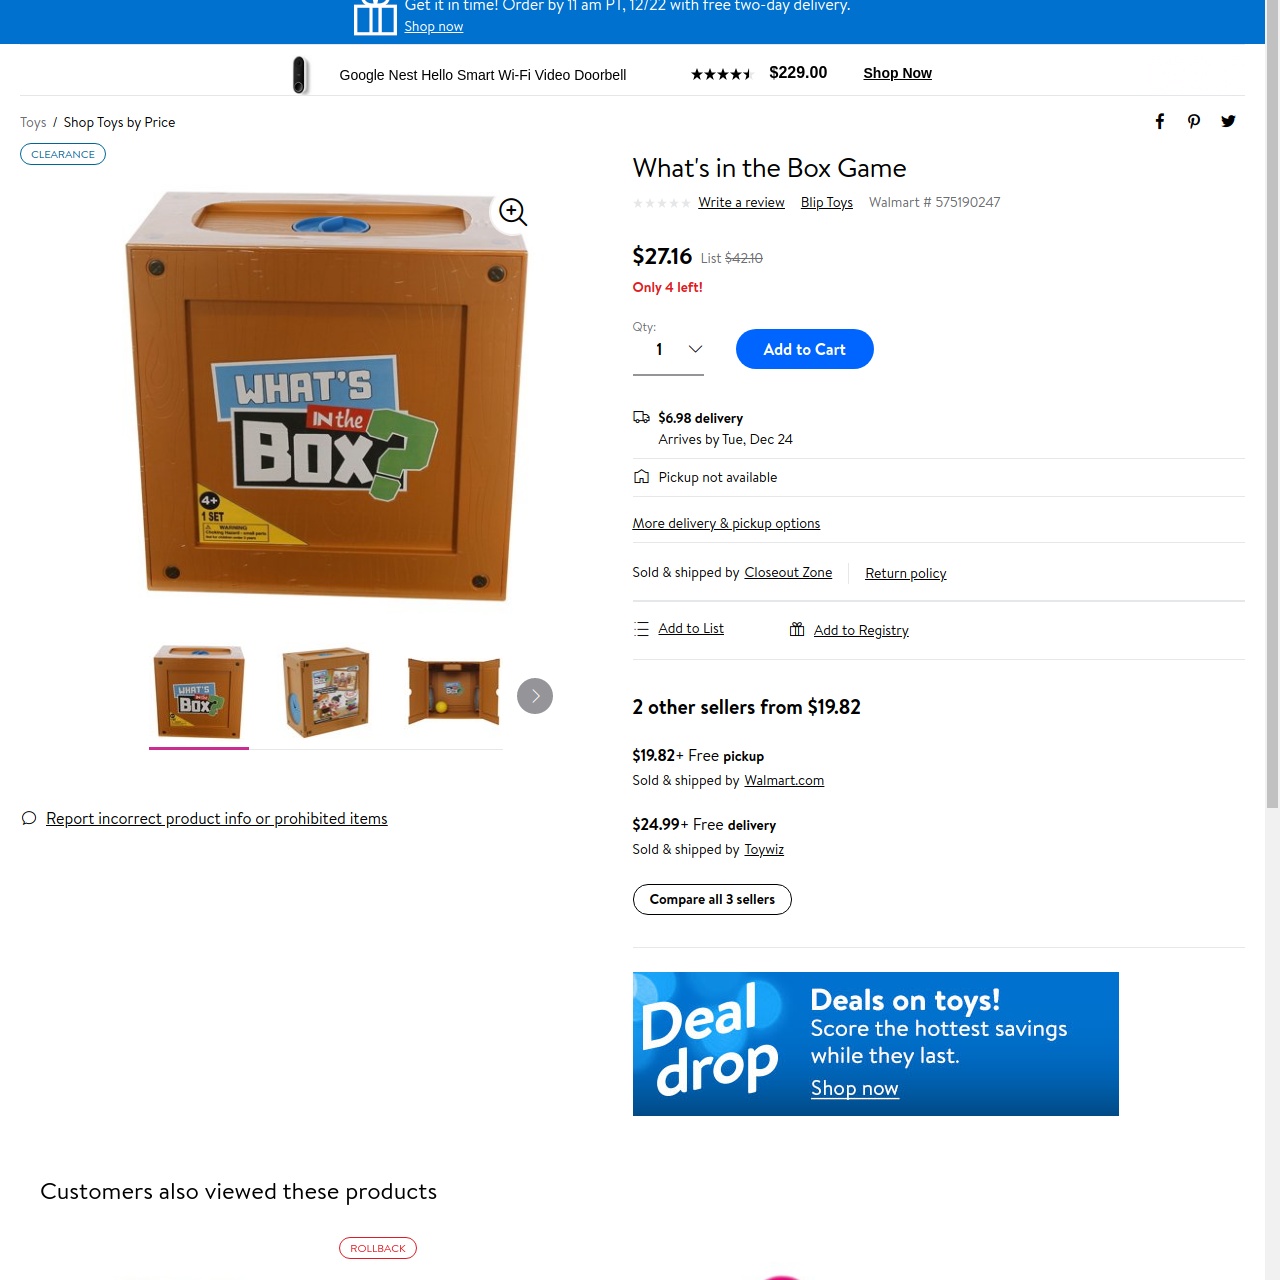 Get it in time! Order by 11 am PT, 12/22 with free two-day delivery.
Shop now
Google Nest Hello Smart Wi-Fi Video Doorbell
$229.00
Shop Now
Toys / Shop Toys by Price
CLEARANCE
WHAT'S
IN the
BOX?
4+
1 SET
WARNING
What's in the Box Game
Write a review
Blip Toys
Walmart # 575190247
$27.16 List $42.10
Only 4 left!
Qty:
1
Add to Cart
$6.98 delivery
Arrives by Tue, Dec 24
Pickup not available
More delivery & pickup options
Sold & shipped by Closeout Zone
Return policy
Add to List
Add to Registry
2 other sellers from $19.82
$19.82+ Free pickup
Sold & shipped by Walmart.com
$24.99+ Free delivery
Sold & shipped by Toywiz
Compare all 3 sellers
Report incorrect product info or prohibited items
Deal
drop
Deals on toys!
Score the hottest savings
while they last.
Shop now
Customers also viewed these products
ROLLBACK